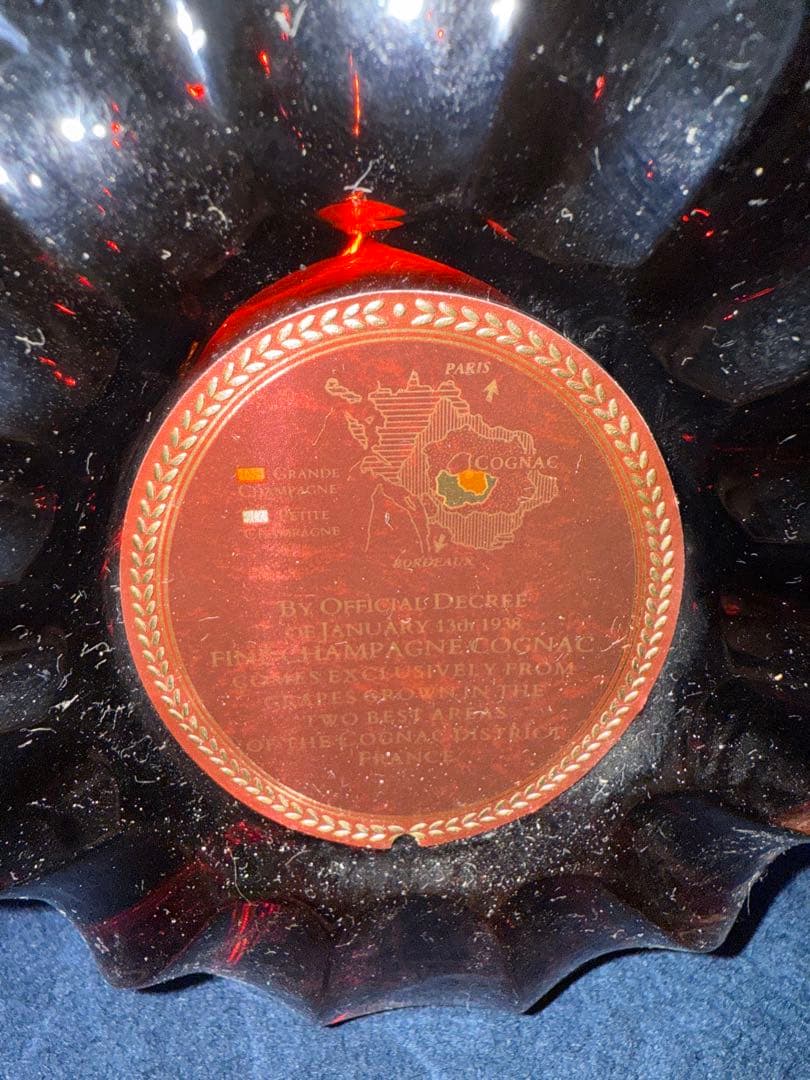 PARIS
COGNAC
GRANDE
CHAMPAGNE
PETITE
CHAMPAGNE
BORDEAUX
BY OFFICIAL DECREE
OF JANUARY 13th 1938
FINE CHAMPAGNE COGNAC
COMES EXCLUSIVELY FROM
GRAPES GROWN IN THE
TWO BEST AREAS
OF THE COGNAC DISTRICT
FRANCE